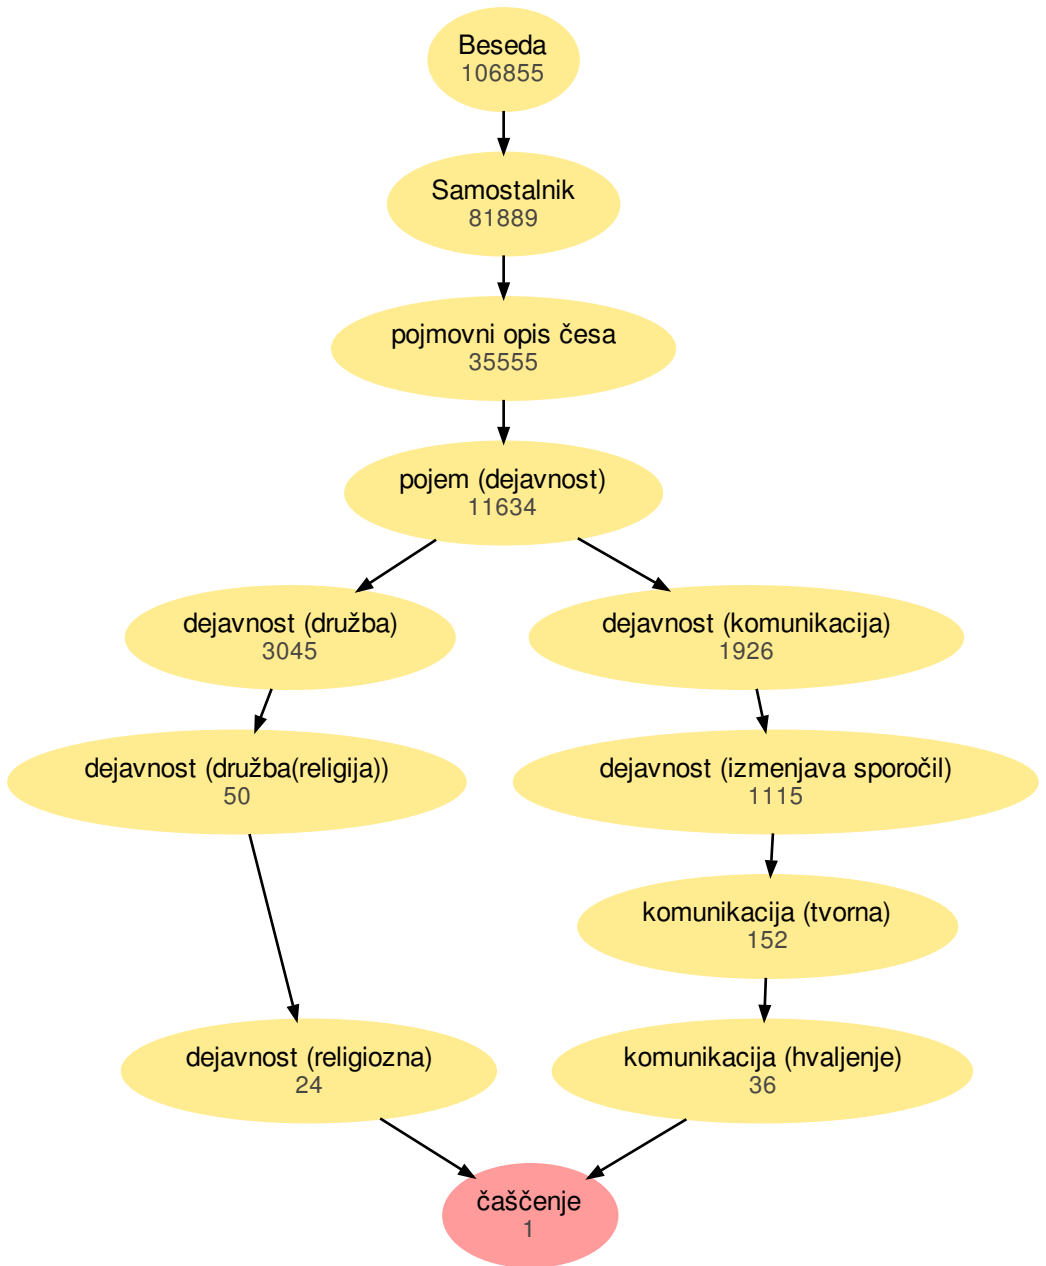 Beseda
106855
Samostalnik
81889
pojmovni opis česa
35555
pojem (dejavnost)
11634
dejavnost (družba)
3045
dejavnost (komunikacija)
1926
dejavnost (družba(religija))
50
dejavnost (izmenjava sporočil)
1115
komunikacija (tvorna)
152
dejavnost (religiozna)
24
komunikacija (hvaljenje)
36
čaščenje
1